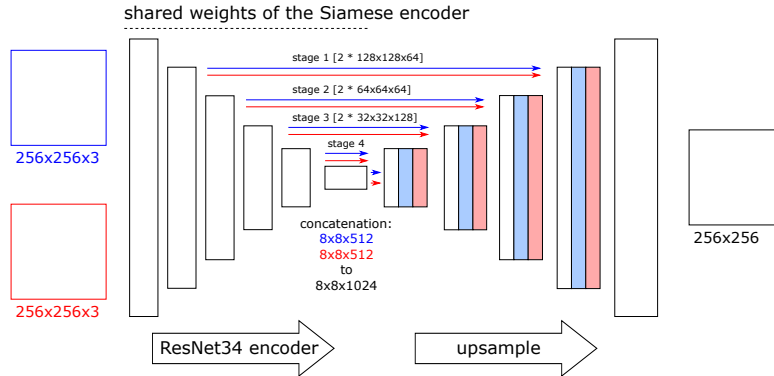 shared weights of the Siamese encoder
stage 1 [2 * 128x128x64]
stage 2 [2 * 64x64x64]
stage 3 [2 * 32x32x128]
stage 4
256x256x3
256x256x3
concatenation:
8x8x512
8x8x512
to
8x8x1024
256x256
ResNet34 encoder
upsample